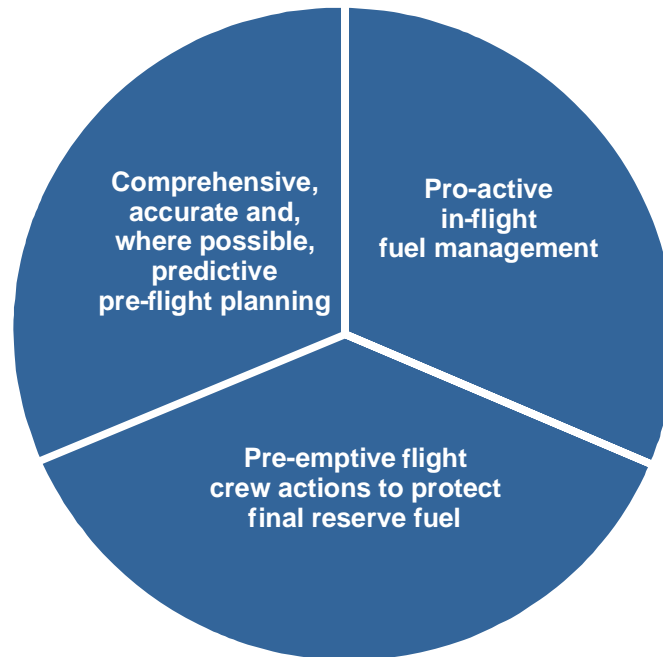 Comprehensive,
accurate and,
where possible,
predictive
pre-flight planning
Pro-active
in-flight
fuel management
Pre-emptive flight
crew actions to protect
final reserve fuel